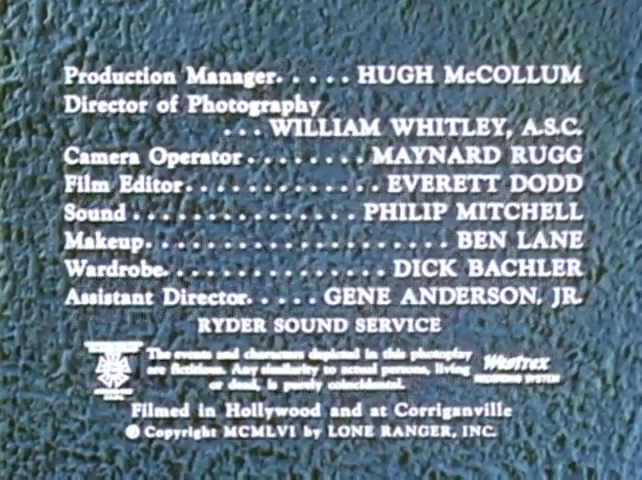 Production Manager. . . . . HUGH McCOLLUM
Director of Photography
. . . WILLIAM WHITLEY, A.S.C.
Camera Operator . . . . . . . . MAYNARD RUGG
Film Editor. . . . . . . . . . . . . EVERETT DODD
Sound . . . . . . . . . . . . . . . PHILIP MITCHELL
Makeup. . . . . . . . . . . . . . . . . . . . BEN LANE
Wardrobe. . . . . . . . . . . . . . . DICK BACHLER
Assistant Director. . . . . GENE ANDERSON, JR.
RYDER SOUND SERVICE
The events and characters depicted in this photoplay
are fictitious. Any similarity to actual persons, living
or dead, is purely coincidental.
Westrex
RECORDING SYSTEM
Filmed in Hollywood and at Corriganville
© Copyright MCMLVI by LONE RANGER, INC.